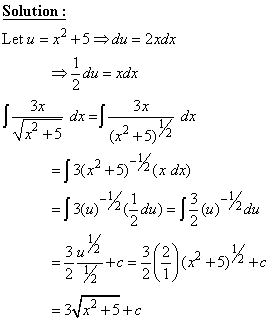 Solution :
Let u = x² + 5 ⇒ du = 2xdx
⇒ 1/2 du = xdx
∫ 3x/√(x² + 5) dx = ∫ 3x/(x² + 5)^(1/2) dx
= ∫ 3(x² + 5)^(-1/2) (x dx)
= ∫ 3(u)^(-1/2) (1/2 du) = ∫ 3/2 (u)^(-1/2) du
= 3/2 u^(1/2)/(1/2) + c = 3/2 (2/1) (x² + 5)^(1/2) + c
= 3√(x² + 5) + c